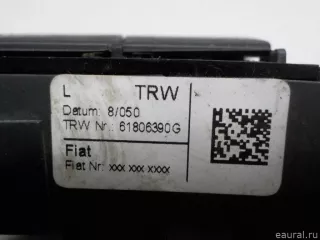 L TRW
Datum: 8/050
TRW Nr.: 61806390G
Fiat
Fiat Nr: xxx xxx xxxx
eaural.ru